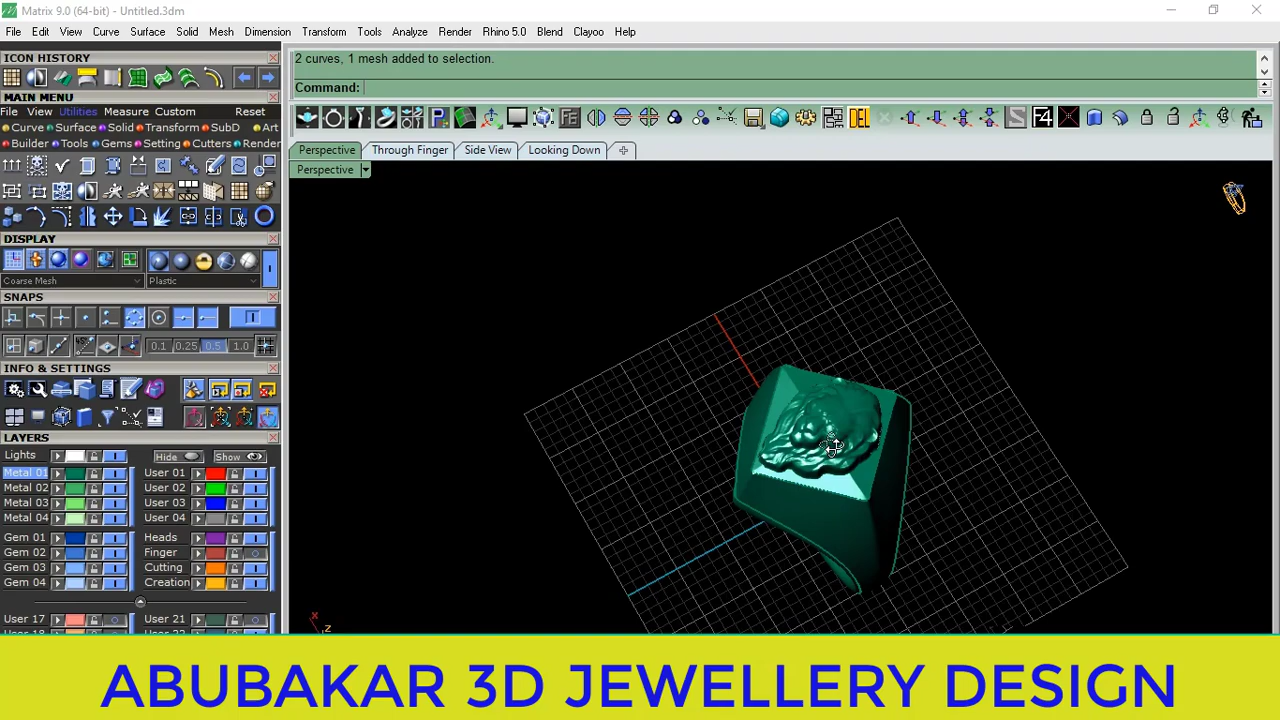 Matrix 9.0 (64-bit) - Untitled.3dm
File Edit View Curve Surface Solid Mesh Dimension Transform Tools Analyze Render Rhino 5.0 Blend Clayoo Help
ICON HISTORY
2 curves, 1 mesh added to selection.
Command:
MAIN MENU
File View Utilities Measure Custom Reset
Curve Surface Solid Transform SubD Art
Builder Tools Gems Setting Cutters Render
F4
DEL
Perspective Through Finger Side View Looking Down
Perspective
DISPLAY
Coarse Mesh Plastic
SNAPS
0.1 0.25 0.5 1.0
INFO & SETTINGS
LAYERS
Lights Hide Show
Metal 01 User 01
Metal 02 User 02
Metal 03 User 03
Metal 04 User 04
Gem 01 Heads
Gem 02 Finger
Gem 03 Cutting
Gem 04 Creation
User 17 User 21
x
z
ABUBAKAR 3D JEWELLERY DESIGN